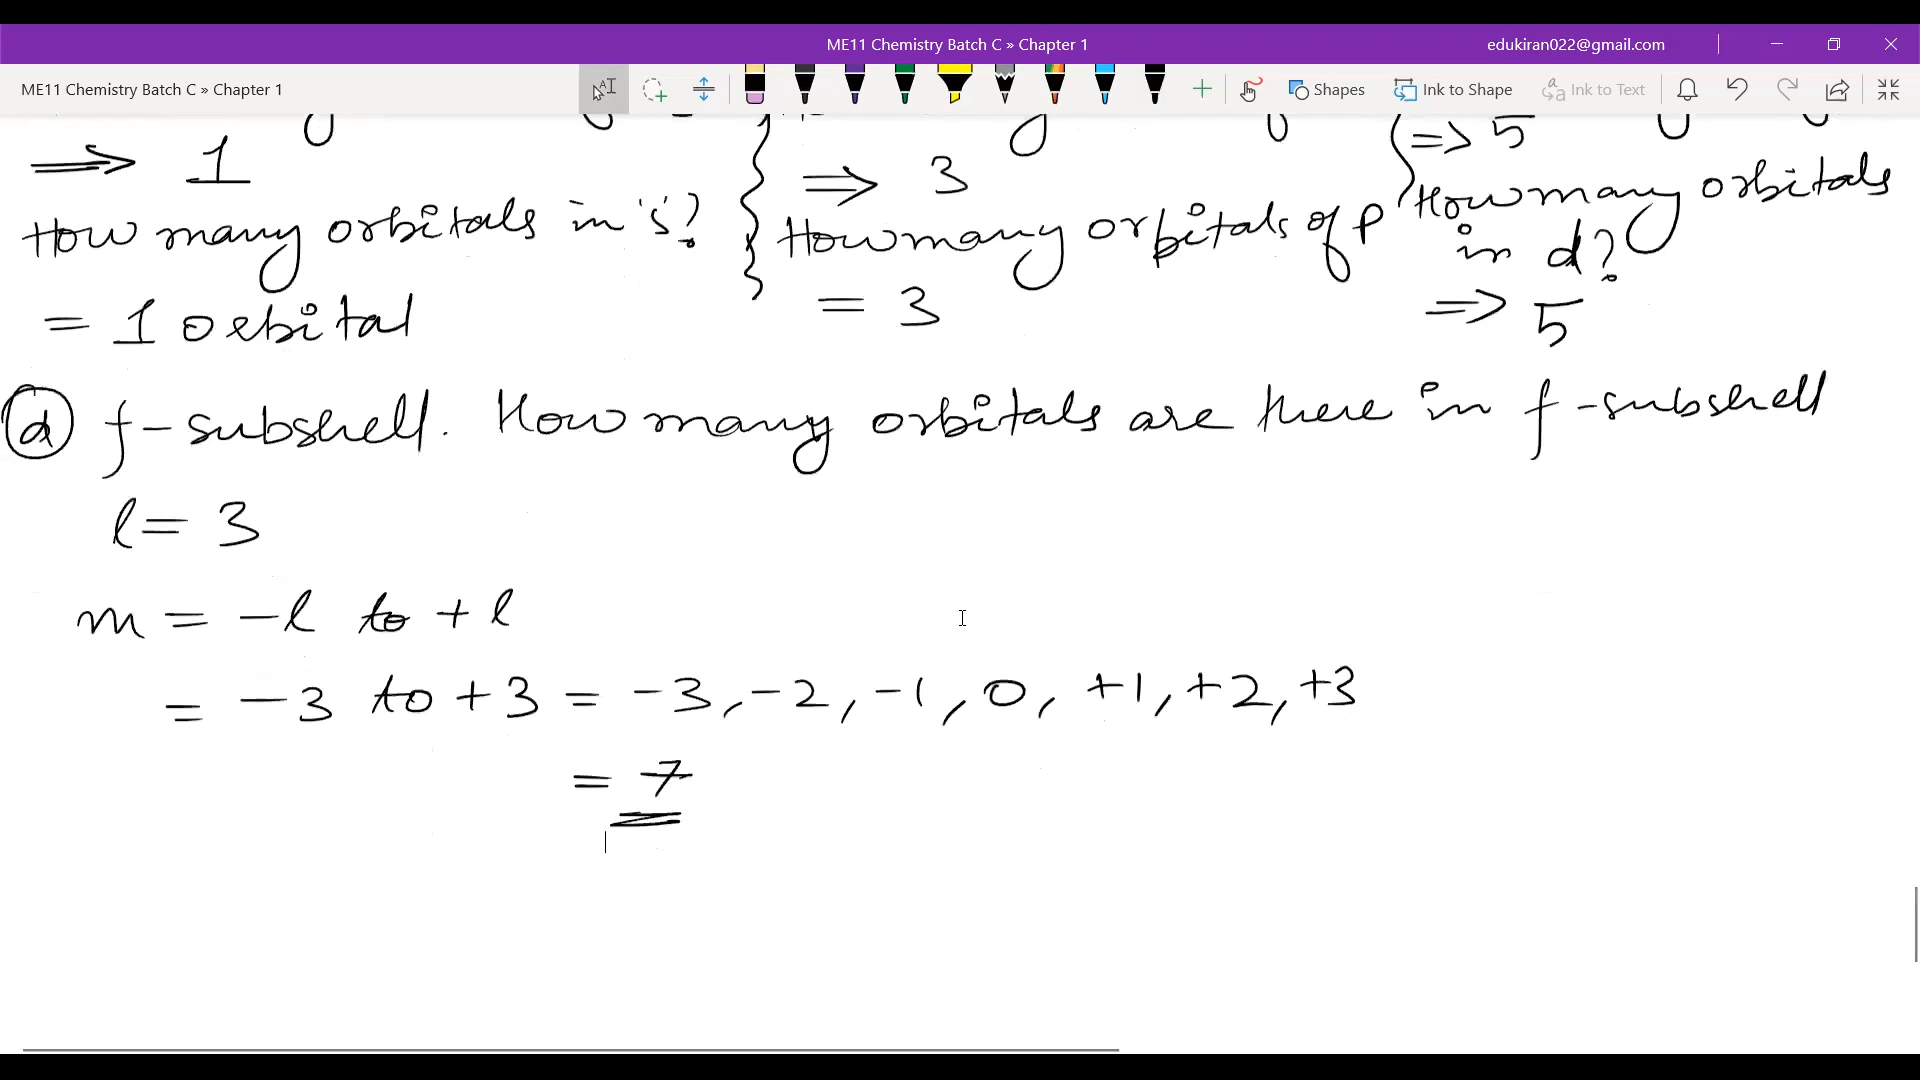 ME11 Chemistry Batch C » Chapter 1
edukiran022@gmail.com
ME11 Chemistry Batch C » Chapter 1
Shapes
Ink to Shape
Ink to Text
=> 1
How many orbitals in 's'?
= 1 orbital
=> 3
How many orbitals of p
= 3
=> 5
How many orbitals
in d?
=> 5
d f-subshell. How many orbitals are there in f-subshell
l = 3
m = -l to +l
= -3 to +3 = -3, -2, -1, 0, +1, +2, +3
= 7